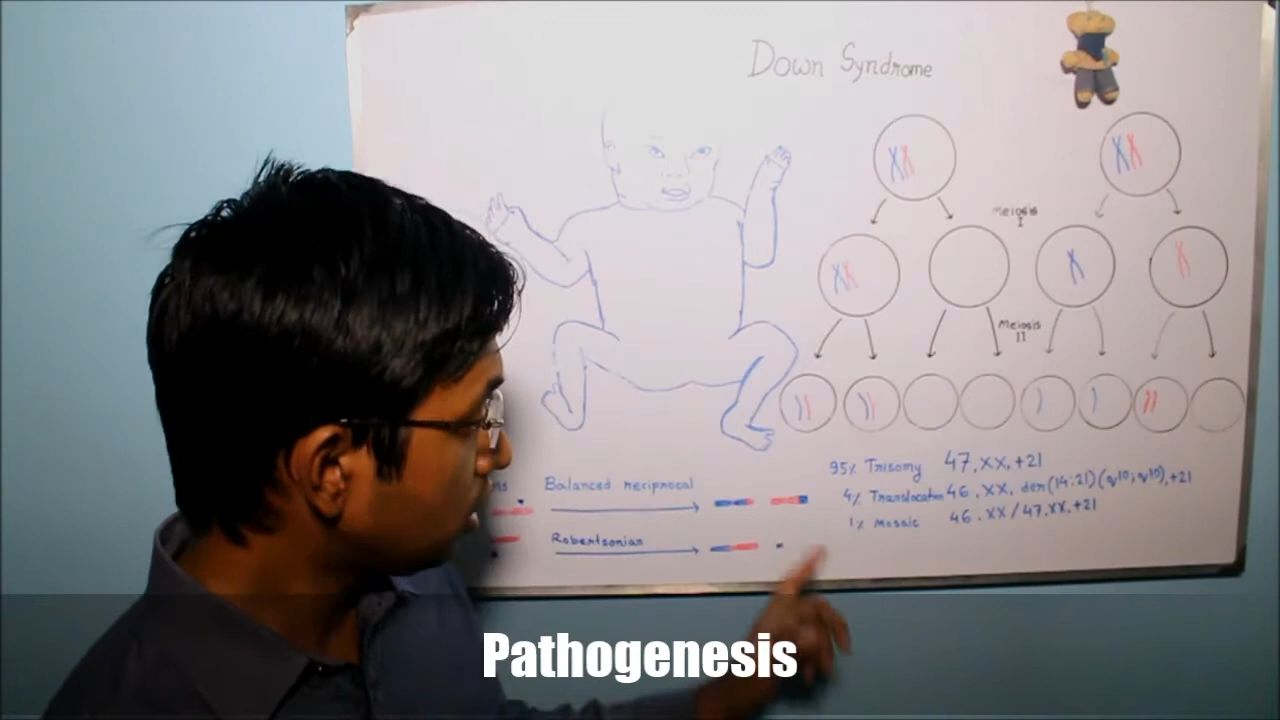 Down Syndrome
Meiosis
I
Meiosis
II
95% Trisomy 47,XX,+21
4% Translocation 46,XX, der(14;21)(q10;q10),+21
1% Mosaic 46,XX/47,XX,+21
ns Balanced reciprocal
Robertsonian
Pathogenesis